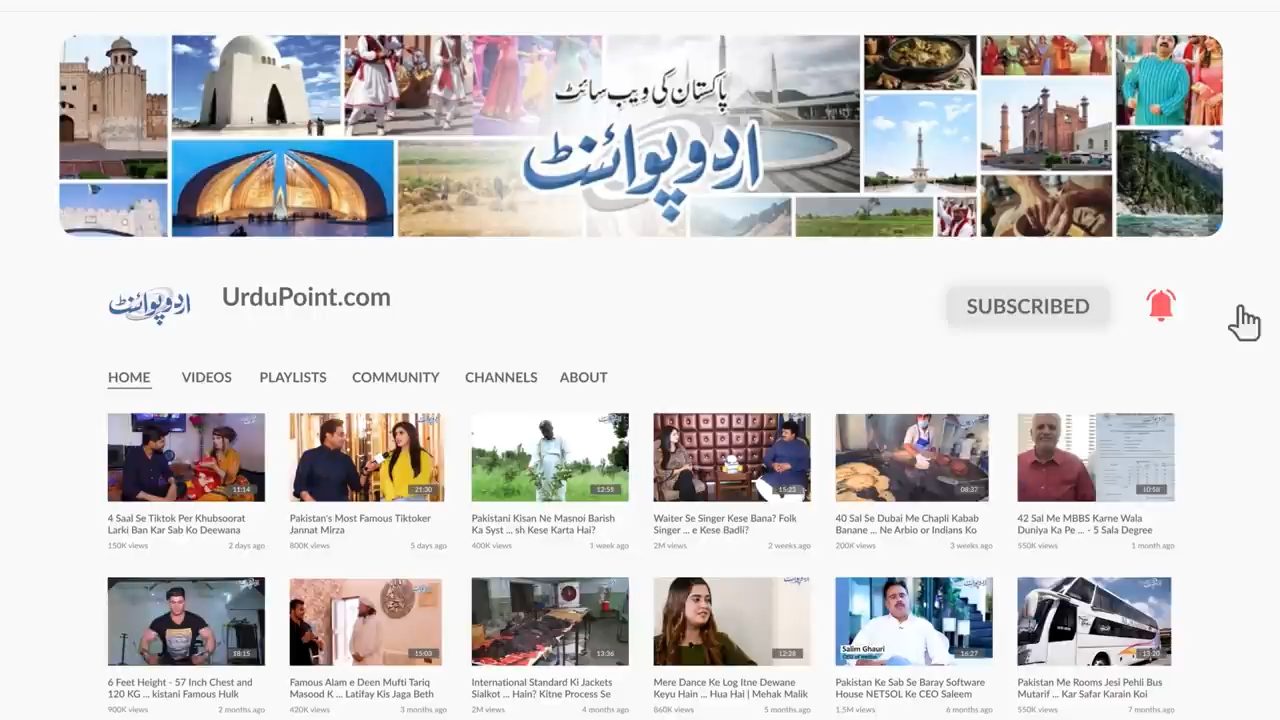 پاکستان کی ویب سائٹ
اردو پوائنٹ
اردو پوائنٹ
UrduPoint.com
SUBSCRIBED
HOME VIDEOS PLAYLISTS COMMUNITY CHANNELS ABOUT
11:14 21:30 12:58 15:23 08:37 10:58
4 Saal Se Tiktok Per Khubsoorat
Larki Ban Kar Sab Ko Deewana
150K views 2 days ago
Pakistan's Most Famous Tiktoker
Jannat Mirza
800K views 5 days ago
Pakistani Kisan Ne Masnoi Barish
Ka Syst ... sh Kese Karta Hai?
400K views 1 week ago
Waiter Se Singer Kese Bana? Folk
Singer ... e Kese Badli?
2M views 2 weeks ago
40 Sal Se Dubai Me Chapli Kabab
Banane ... Ne Arbio or Indians Ko
200K views 3 weeks ago
42 Sal Me MBBS Karne Wala
Duniya Ka Pe ... - 5 Sala Degree
550K views 1 month ago
18:15 15:03 13:36 12:28 16:27 13:20
Salim Ghauri
6 Feet Height - 57 Inch Chest and
120 KG ... kistani Famous Hulk
900K views 2 months ago
Famous Alam e Deen Mufti Tariq
Masood K ... Latifay Kis Jaga Beth
420K views 3 months ago
International Standard Ki Jackets
Sialkot ... Hain? Kitne Process Se
2M views 4 months ago
Mere Dance Ke Log Itne Dewane
Keyu Hain ... Hua Hai | Mehak Malik
860K views 5 months ago
Pakistan Ke Sab Se Baray Software
House NETSOL Ke CEO Saleem
1.5M views 6 months ago
Pakistan Me Rooms Jesi Pehli Bus
Mutarif ... Kar Safar Karain Koi
550K views 7 months ago